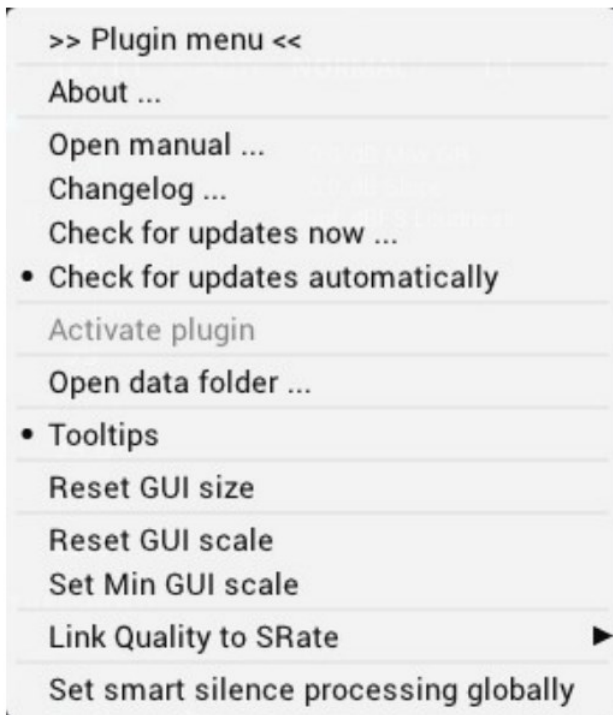 >> Plugin menu <<
About ...
Open manual ...
Changelog ...
Check for updates now ...
• Check for updates automatically
Activate plugin
Open data folder ...
• Tooltips
Reset GUI size
Reset GUI scale
Set Min GUI scale
Link Quality to SRate ▶
Set smart silence processing globally